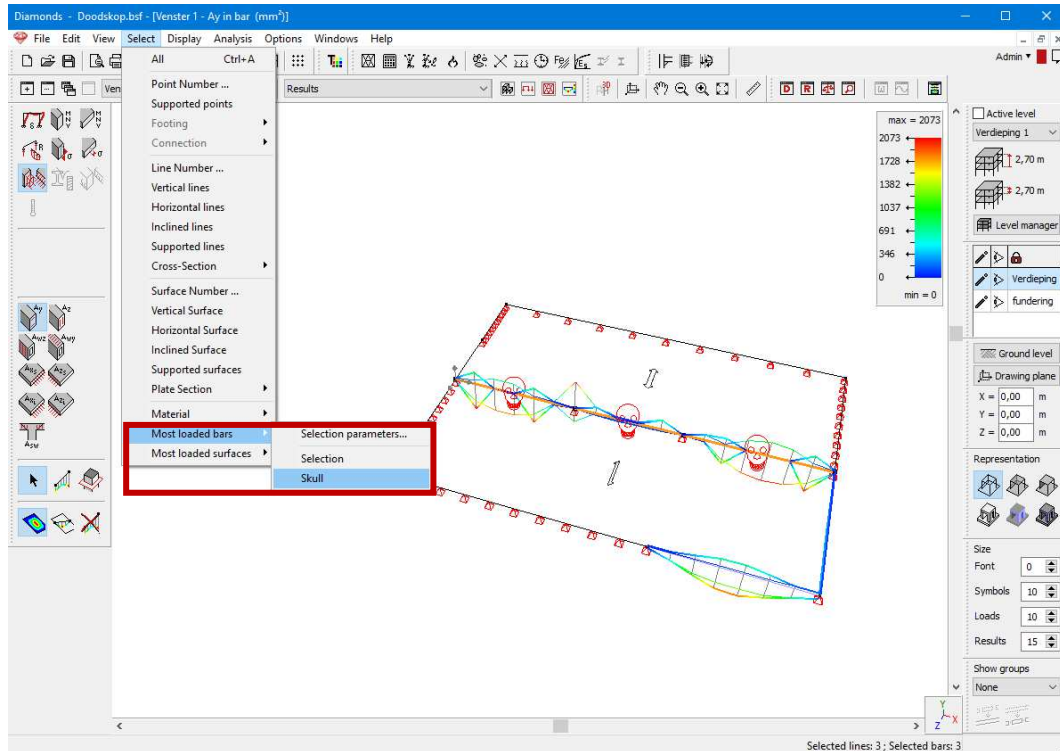 Diamonds - Doodskop.bsf - [Venster 1 - Ay in bar (mm²)]
File Edit View Select Display Analysis Options Windows Help
Admin
Ven
Results
All Ctrl+A
Point Number ...
Supported points
Footing
Connection
Line Number ...
Vertical lines
Horizontal lines
Inclined lines
Supported lines
Cross-Section
Surface Number ...
Vertical Surface
Horizontal Surface
Inclined Surface
Supported surfaces
Plate Section
Material
Most loaded bars
Most loaded surfaces
Selection parameters...
Selection
Skull
max = 2073
2073
1728
1382
1037
691
346
0
min = 0
Active level
Verdieping 1
2,70 m
2,70 m
Level manager
Verdieping
fundering
Ground level
Drawing plane
X = 0,00 m
Y = 0,00 m
Z = 0,00 m
Representation
Size
Font 0
Symbols 10
Loads 10
Results 15
Show groups
None
Y
X
Z
Selected lines: 3 ; Selected bars: 3